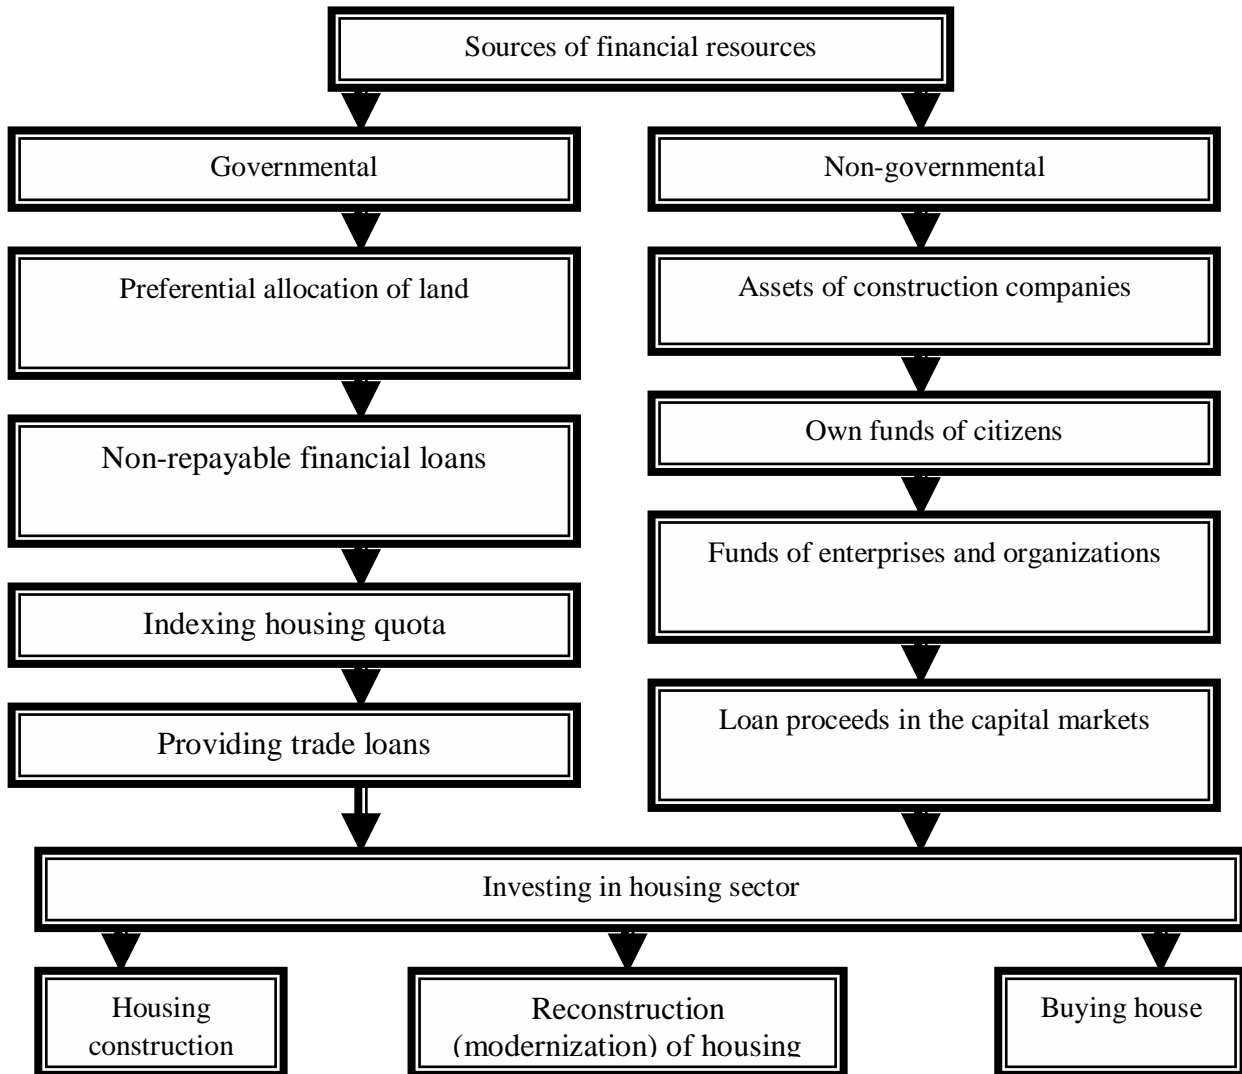 Sources of financial resources
Governmental
Non-governmental
Preferential allocation of land
Assets of construction companies
Non-repayable financial loans
Own funds of citizens
Funds of enterprises and organizations
Indexing housing quota
Loan proceeds in the capital markets
Providing trade loans
Investing in housing sector
Housing
construction
Reconstruction
(modernization) of housing
Buying house